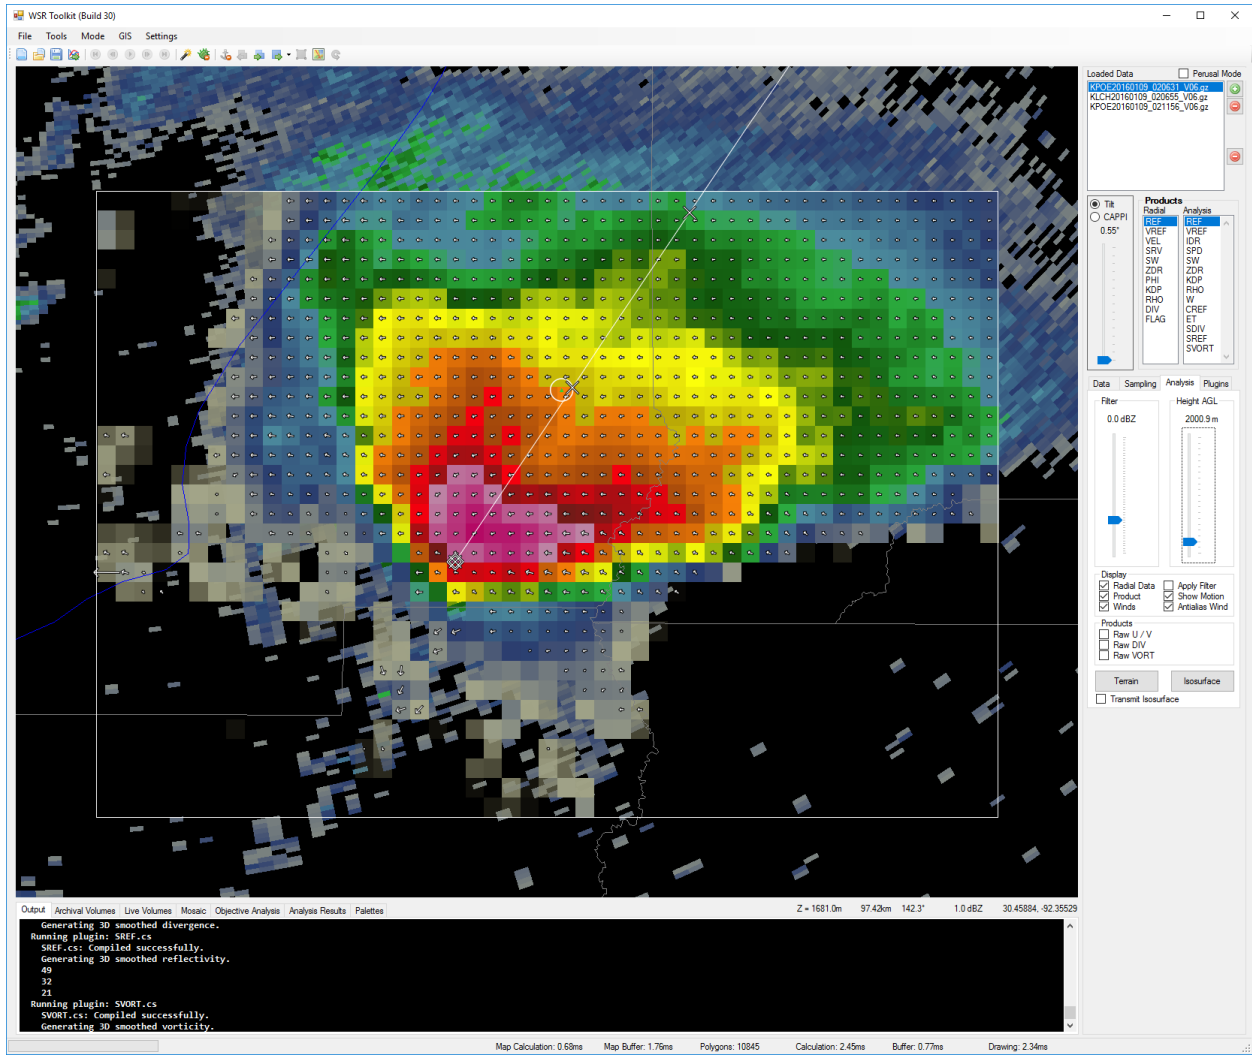 WSR Toolkit (Build 30)
File Tools Mode GIS Settings
Loaded Data Perusal Mode
KPOE20160109_020631_V06.gz
KLCH20160109_020655_V06.gz
KPOE20160109_021156_V06.gz
Tilt
CAPPI
0.55°
Products
Radial Analysis
REF REF
VREF VREF
VEL IDR
SRV SPD
SW SW
ZDR ZDR
PHI KDP
KDP RHO
RHO W
DIV CREF
FLAG ET
SDIV
SREF
SVORT
Data Sampling Analysis Plugins
Filter Height AGL
0.0 dBZ 2000.9 m
Display
Radial Data Apply Filter
Product Show Motion
Winds Antialias Wind
Products
Raw U / V
Raw DIV
Raw VORT
Terrain Isosurface
Transmit Isosurface
Output Archival Volumes Live Volumes Mosaic Objective Analysis Analysis Results Palettes
Z = 1681.0m 97.42km 142.3° 1.0 dBZ 30.45884, -92.35529
Generating 3D smoothed divergence.
Running plugin: SREF.cs
SREF.cs: Compiled successfully.
Generating 3D smoothed reflectivity.
49
32
21
Running plugin: SVORT.cs
SVORT.cs: Compiled successfully.
Generating 3D smoothed vorticity.
Map Calculation: 0.68ms Map Buffer: 1.76ms Polygons: 10845 Calculation: 2.45ms Buffer: 0.77ms Drawing: 2.34ms